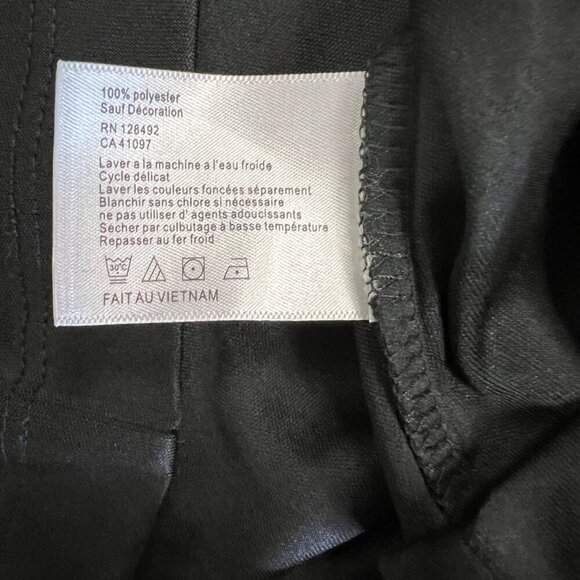 100% polyester
Sauf Décoration
RN 128492
CA 41097
Laver a la machine a l'eau froide
Cycle délicat
Laver les couleurs foncées séparement
Blanchir sans chlore si nécessaire
ne pas utiliser d' agents adoucissants
Sécher par culbutage à basse température
Repasser au fer froid
30°C
FAIT AU VIETNAM